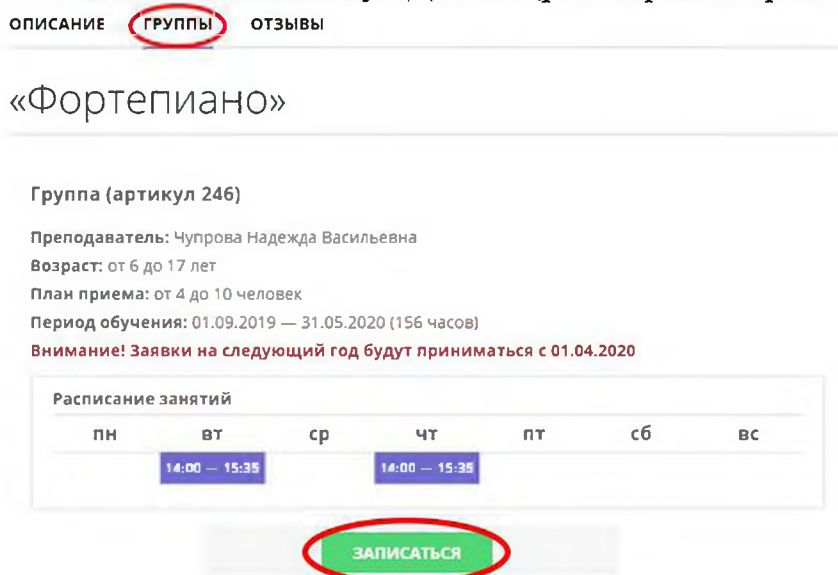 ОПИСАНИЕ ГРУППЫ ОТЗЫВЫ
«Фортепиано»
Группа (артикул 246)
Преподаватель: Чупрова Надежда Васильевна
Возраст: от 6 до 17 лет
План приема: от 4 до 10 человек
Период обучения: 01.09.2019 — 31.05.2020 (156 часов)
Внимание! Заявки на следующий год будут приниматься с 01.04.2020
Расписание занятий
пн вт ср чт пт сб вс
14:00 — 15:35 14:00 — 15:35
ЗАПИСАТЬСЯ